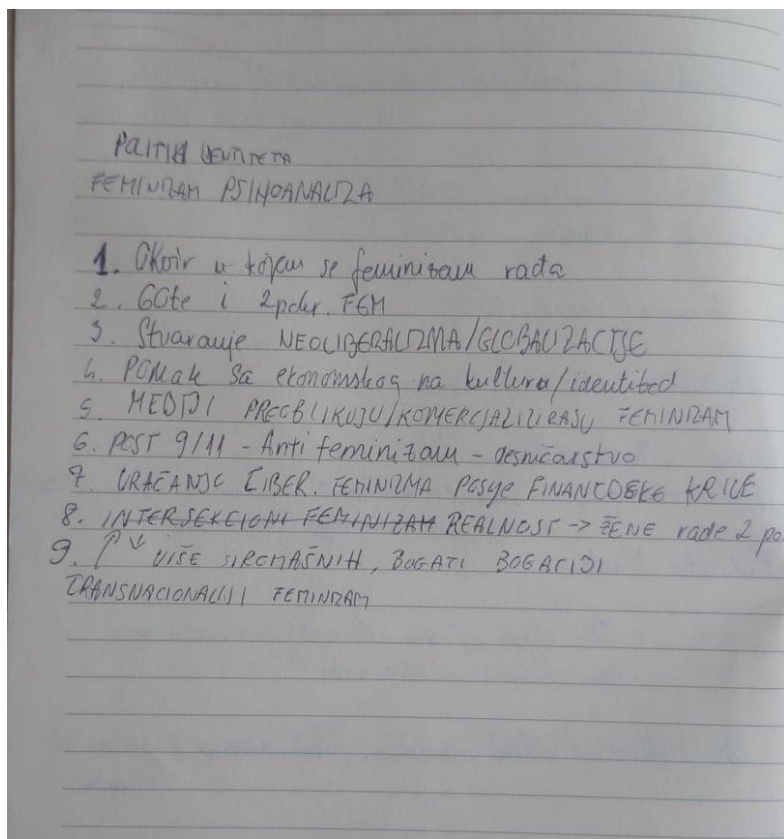 POLITIKA IDENTITETA
FEMINIZAM PSIHOANALIZA
1. OKvir u kojem se feminizam rađa
2. 60te i 2 FEM
3. Stvaranje NEOLIBERALIZMA/GLOBALIZACIJE
4. POMak sa ekonomskog na kultura/identitet
5. MEDIJI PREOBLIKUJU/KOMERCIJALIZIRAJU FEMINIZAM
6. POST 9/11 - Anti feminizam - desničarstvo
7. VRAĆANJE LIBER. FEMINIZMA POSlje FINANCIJSKE KRIZE
8. INTERSEKCIONI FEMINIZAM REALNOST → ŽENE rade 2 po
9. ↑↓ VIŠE SIROMAŠNIH, BOGATI BOGATIJI
TRANSNACIONALNI FEMINIZAM